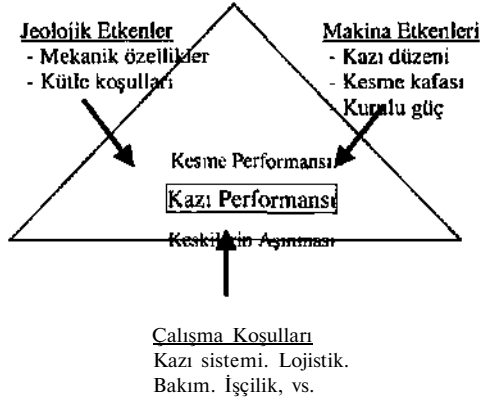 Jeolojik Etkenler
- Mekanik özellikler
- Kütle koşulları
Makina Etkenleri
- Kazı düzeni
- Kesme kafası
- Kurulu güç
Kesme Performansı
Kazı Performansı
Keskilerin Aşınması
Çalışma Koşulları
Kazı sistemi. Lojistik.
Bakım. İşçilik, vs.